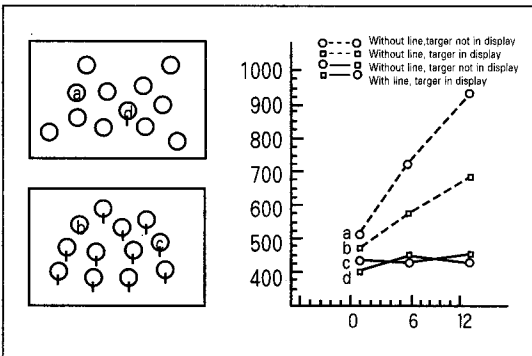 a
d
b
c
Without line,targer not in display
Without line, targer in display
Without line, targer not in display
With line, targer in display
1000
900
800
700
600
500
400
a
b
c
d
0
6
12